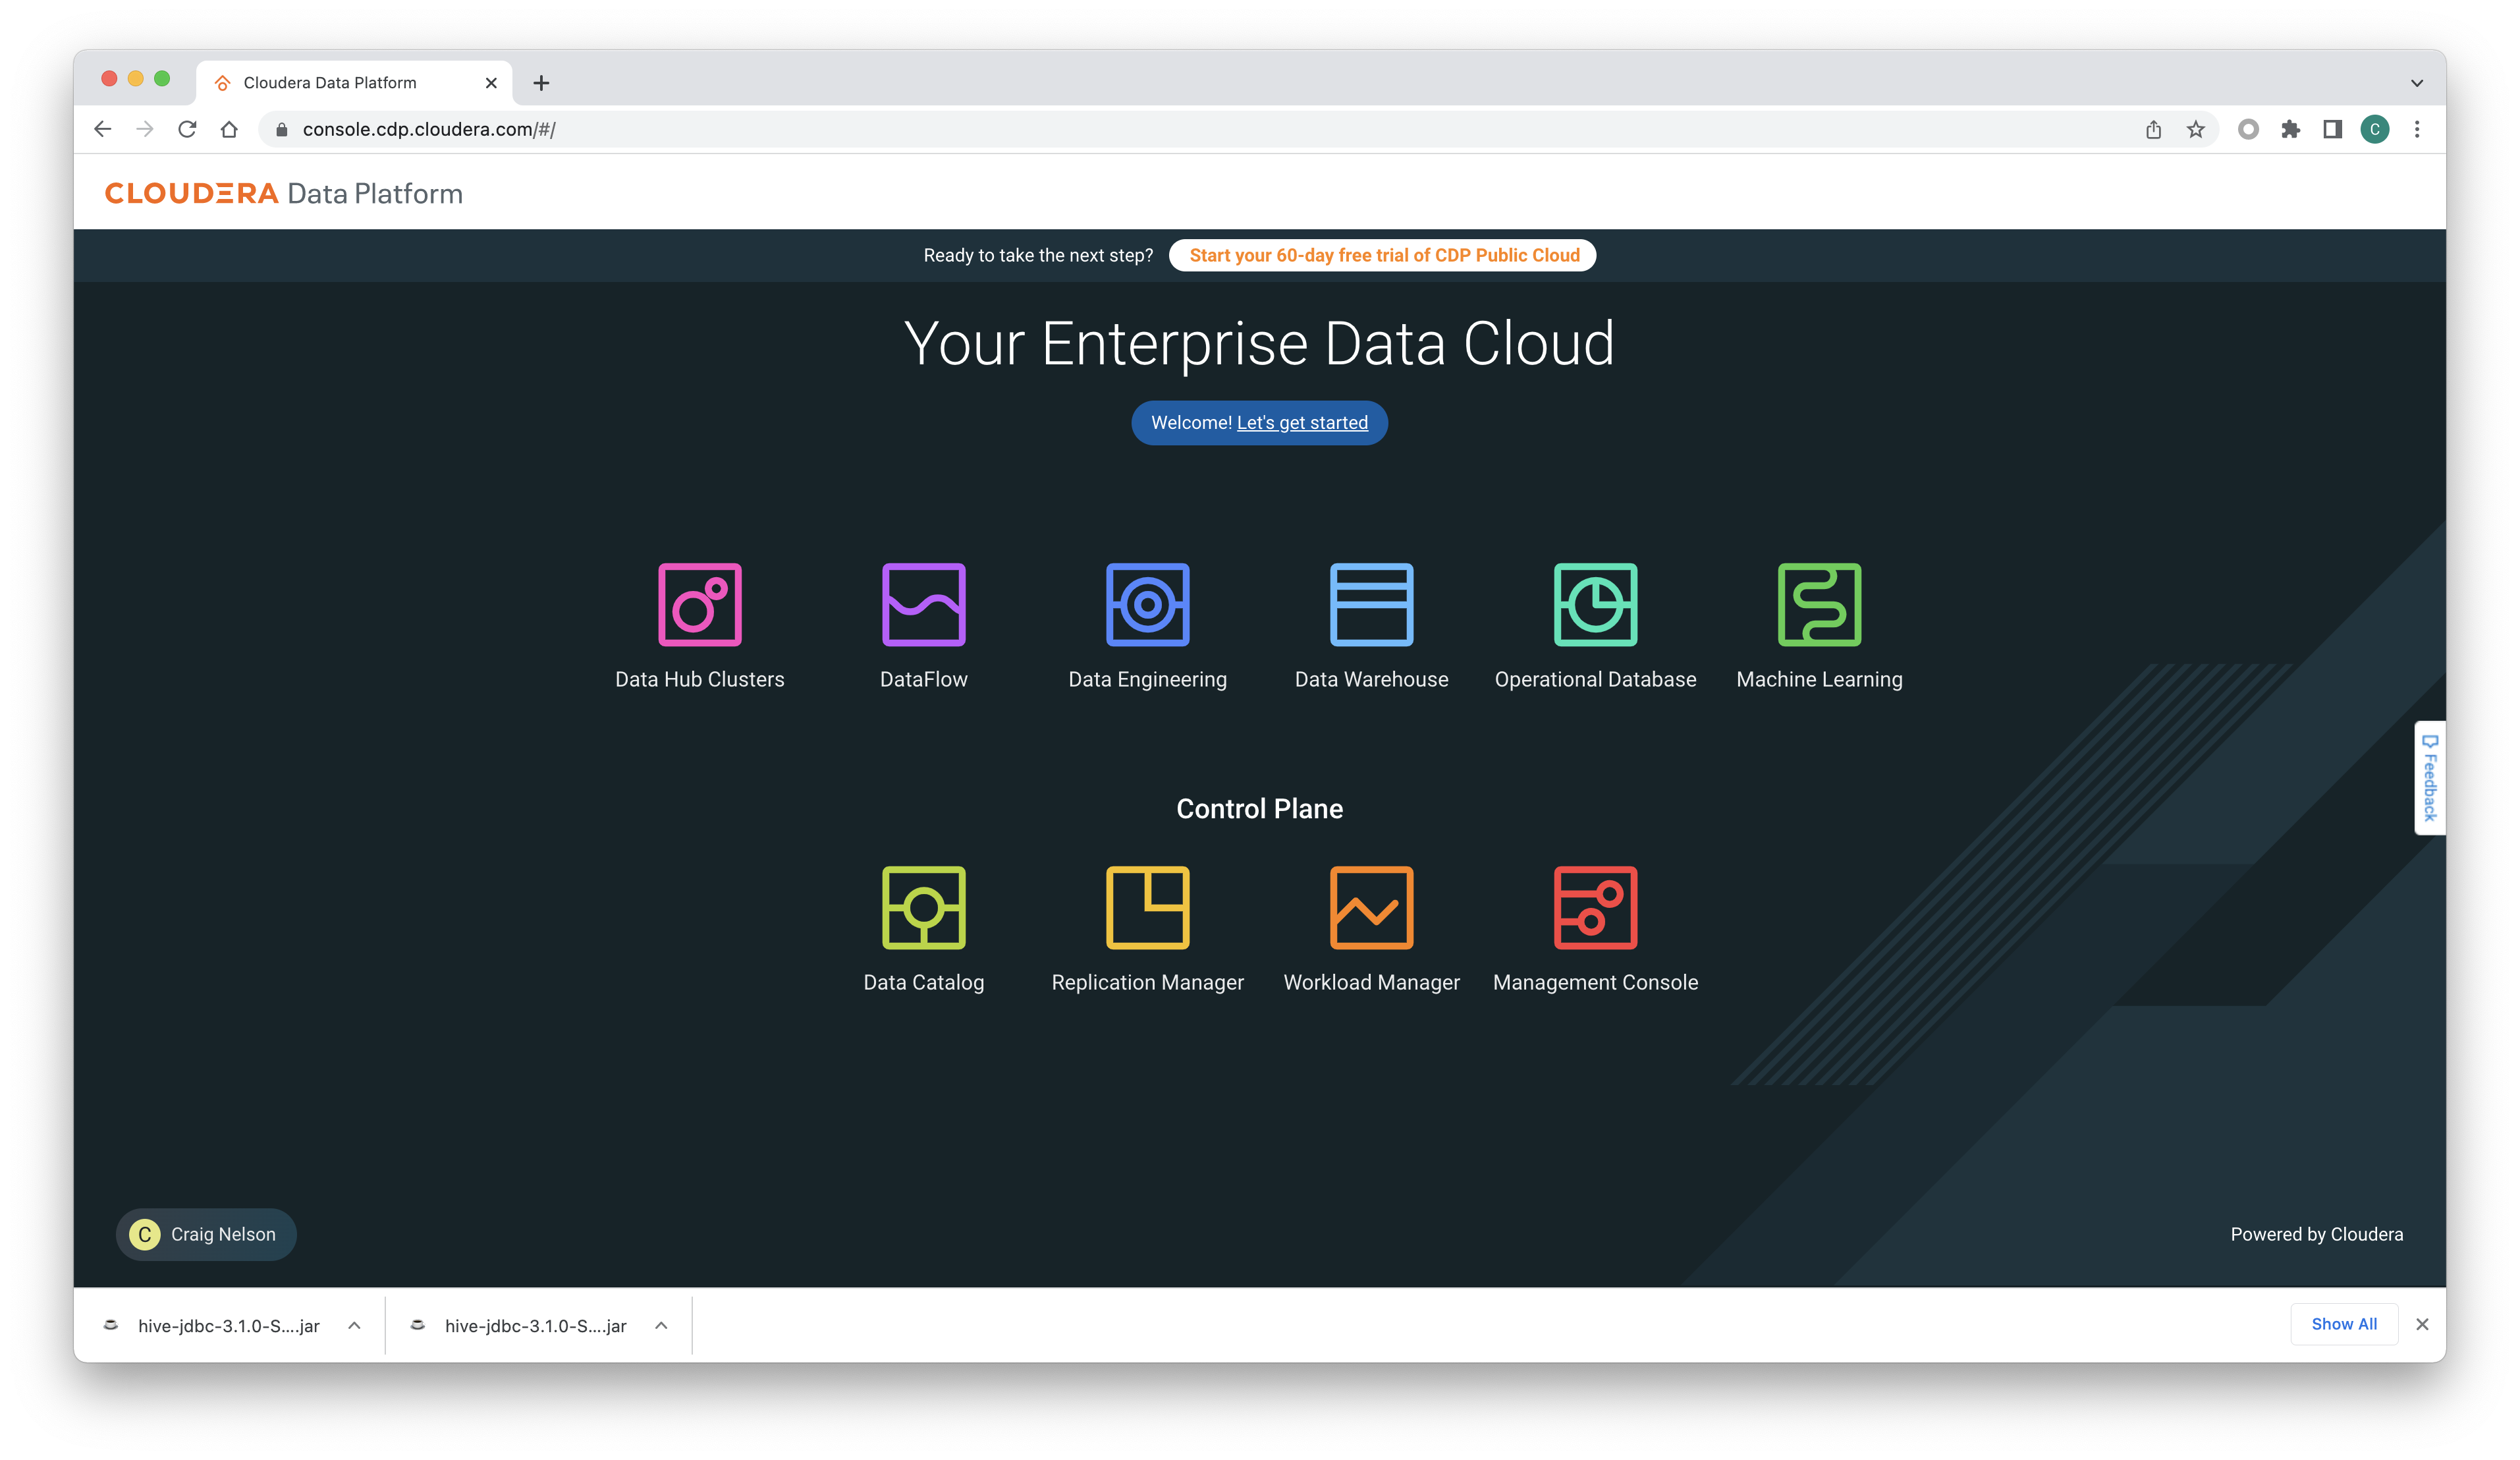 Cloudera Data Platform
console.cdp.cloudera.com/#/
C
CLOUDERA Data Platform
Ready to take the next step? Start your 60-day free trial of CDP Public Cloud
Your Enterprise Data Cloud
Welcome! Let's get started
Data Hub Clusters DataFlow Data Engineering Data Warehouse Operational Database Machine Learning
Feedback
Control Plane
Data Catalog Replication Manager Workload Manager Management Console
C Craig Nelson
Powered by Cloudera
hive-jdbc-3.1.0-S....jar hive-jdbc-3.1.0-S....jar Show All